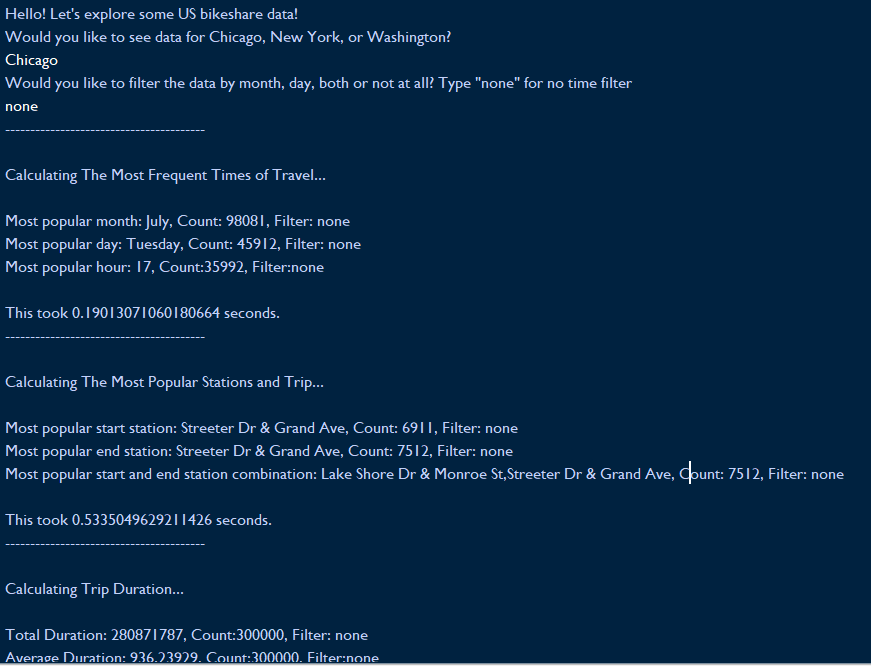 Hello! Let's explore some US bikeshare data!
Would you like to see data for Chicago, New York, or Washington?
Chicago
Would you like to filter the data by month, day, both or not at all? Type "none" for no time filter
none
----------------------------------------
Calculating The Most Frequent Times of Travel...
Most popular month: July, Count: 98081, Filter: none
Most popular day: Tuesday, Count: 45912, Filter: none
Most popular hour: 17, Count:35992, Filter:none
This took 0.19013071060180664 seconds.
----------------------------------------
Calculating The Most Popular Stations and Trip...
Most popular start station: Streeter Dr & Grand Ave, Count: 6911, Filter: none
Most popular end station: Streeter Dr & Grand Ave, Count: 7512, Filter: none
Most popular start and end station combination: Lake Shore Dr & Monroe St,Streeter Dr & Grand Ave, Count: 7512, Filter: none
This took 0.5335049629211426 seconds.
----------------------------------------
Calculating Trip Duration...
Total Duration: 280871787, Count:300000, Filter: none
Average Duration: 936.23929, Count:300000, Filter:none